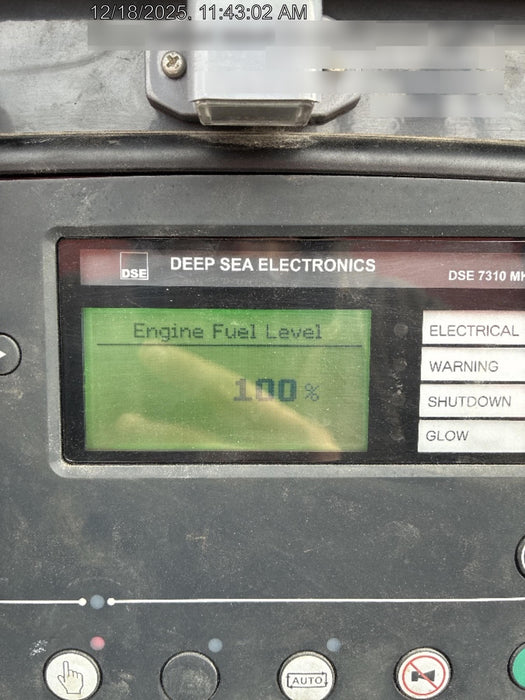 12/18/2025, 11:43:02 AM
DSE
DEEP SEA ELECTRONICS
DSE 7310
Engine Fuel Level
100%
ELECTRICAL
WARNING
SHUTDOWN
GLOW
AUTO